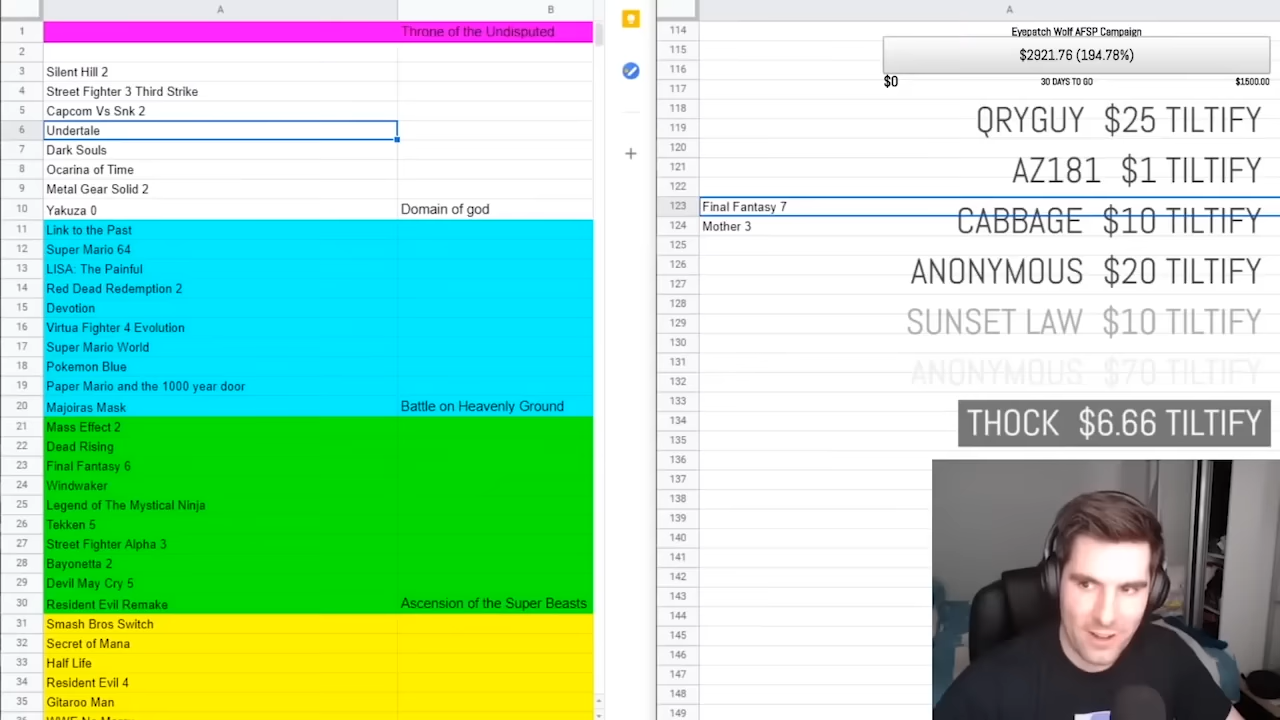 A B
1 Throne of the Undisputed
2
3 Silent Hill 2
4 Street Fighter 3 Third Strike
5 Capcom Vs Snk 2
6 Undertale
7 Dark Souls
8 Ocarina of Time
9 Metal Gear Solid 2
10 Yakuza 0 Domain of god
11 Link to the Past
12 Super Mario 64
13 LISA: The Painful
14 Red Dead Redemption 2
15 Devotion
16 Virtua Fighter 4 Evolution
17 Super Mario World
18 Pokemon Blue
19 Paper Mario and the 1000 year door
20 Majoiras Mask Battle on Heavenly Ground
21 Mass Effect 2
22 Dead Rising
23 Final Fantasy 6
24 Windwaker
25 Legend of The Mystical Ninja
26 Tekken 5
27 Street Fighter Alpha 3
28 Bayonetta 2
29 Devil May Cry 5
30 Resident Evil Remake Ascension of the Super Beasts
31 Smash Bros Switch
32 Secret of Mana
33 Half Life
34 Resident Evil 4
35 Gitaroo Man
A
114
115
116
117
118
119
120
121
122
123 Final Fantasy 7
124 Mother 3
125
126
127
128
129
130
131
132
133
134
135
136
137
138
139
140
141
142
143
144
145
146
147
148
149
Eyepatch Wolf AFSP Campaign
$2921.76 (194.78%)
$0 30 DAYS TO GO $1500.00
QRYGUY $25 TILTIFY
AZ181 $1 TILTIFY
CABBAGE $10 TILTIFY
ANONYMOUS $20 TILTIFY
SUNSET LAW $10 TILTIFY
ANONYMOUS $70 TILTIFY
THOCK $6.66 TILTIFY